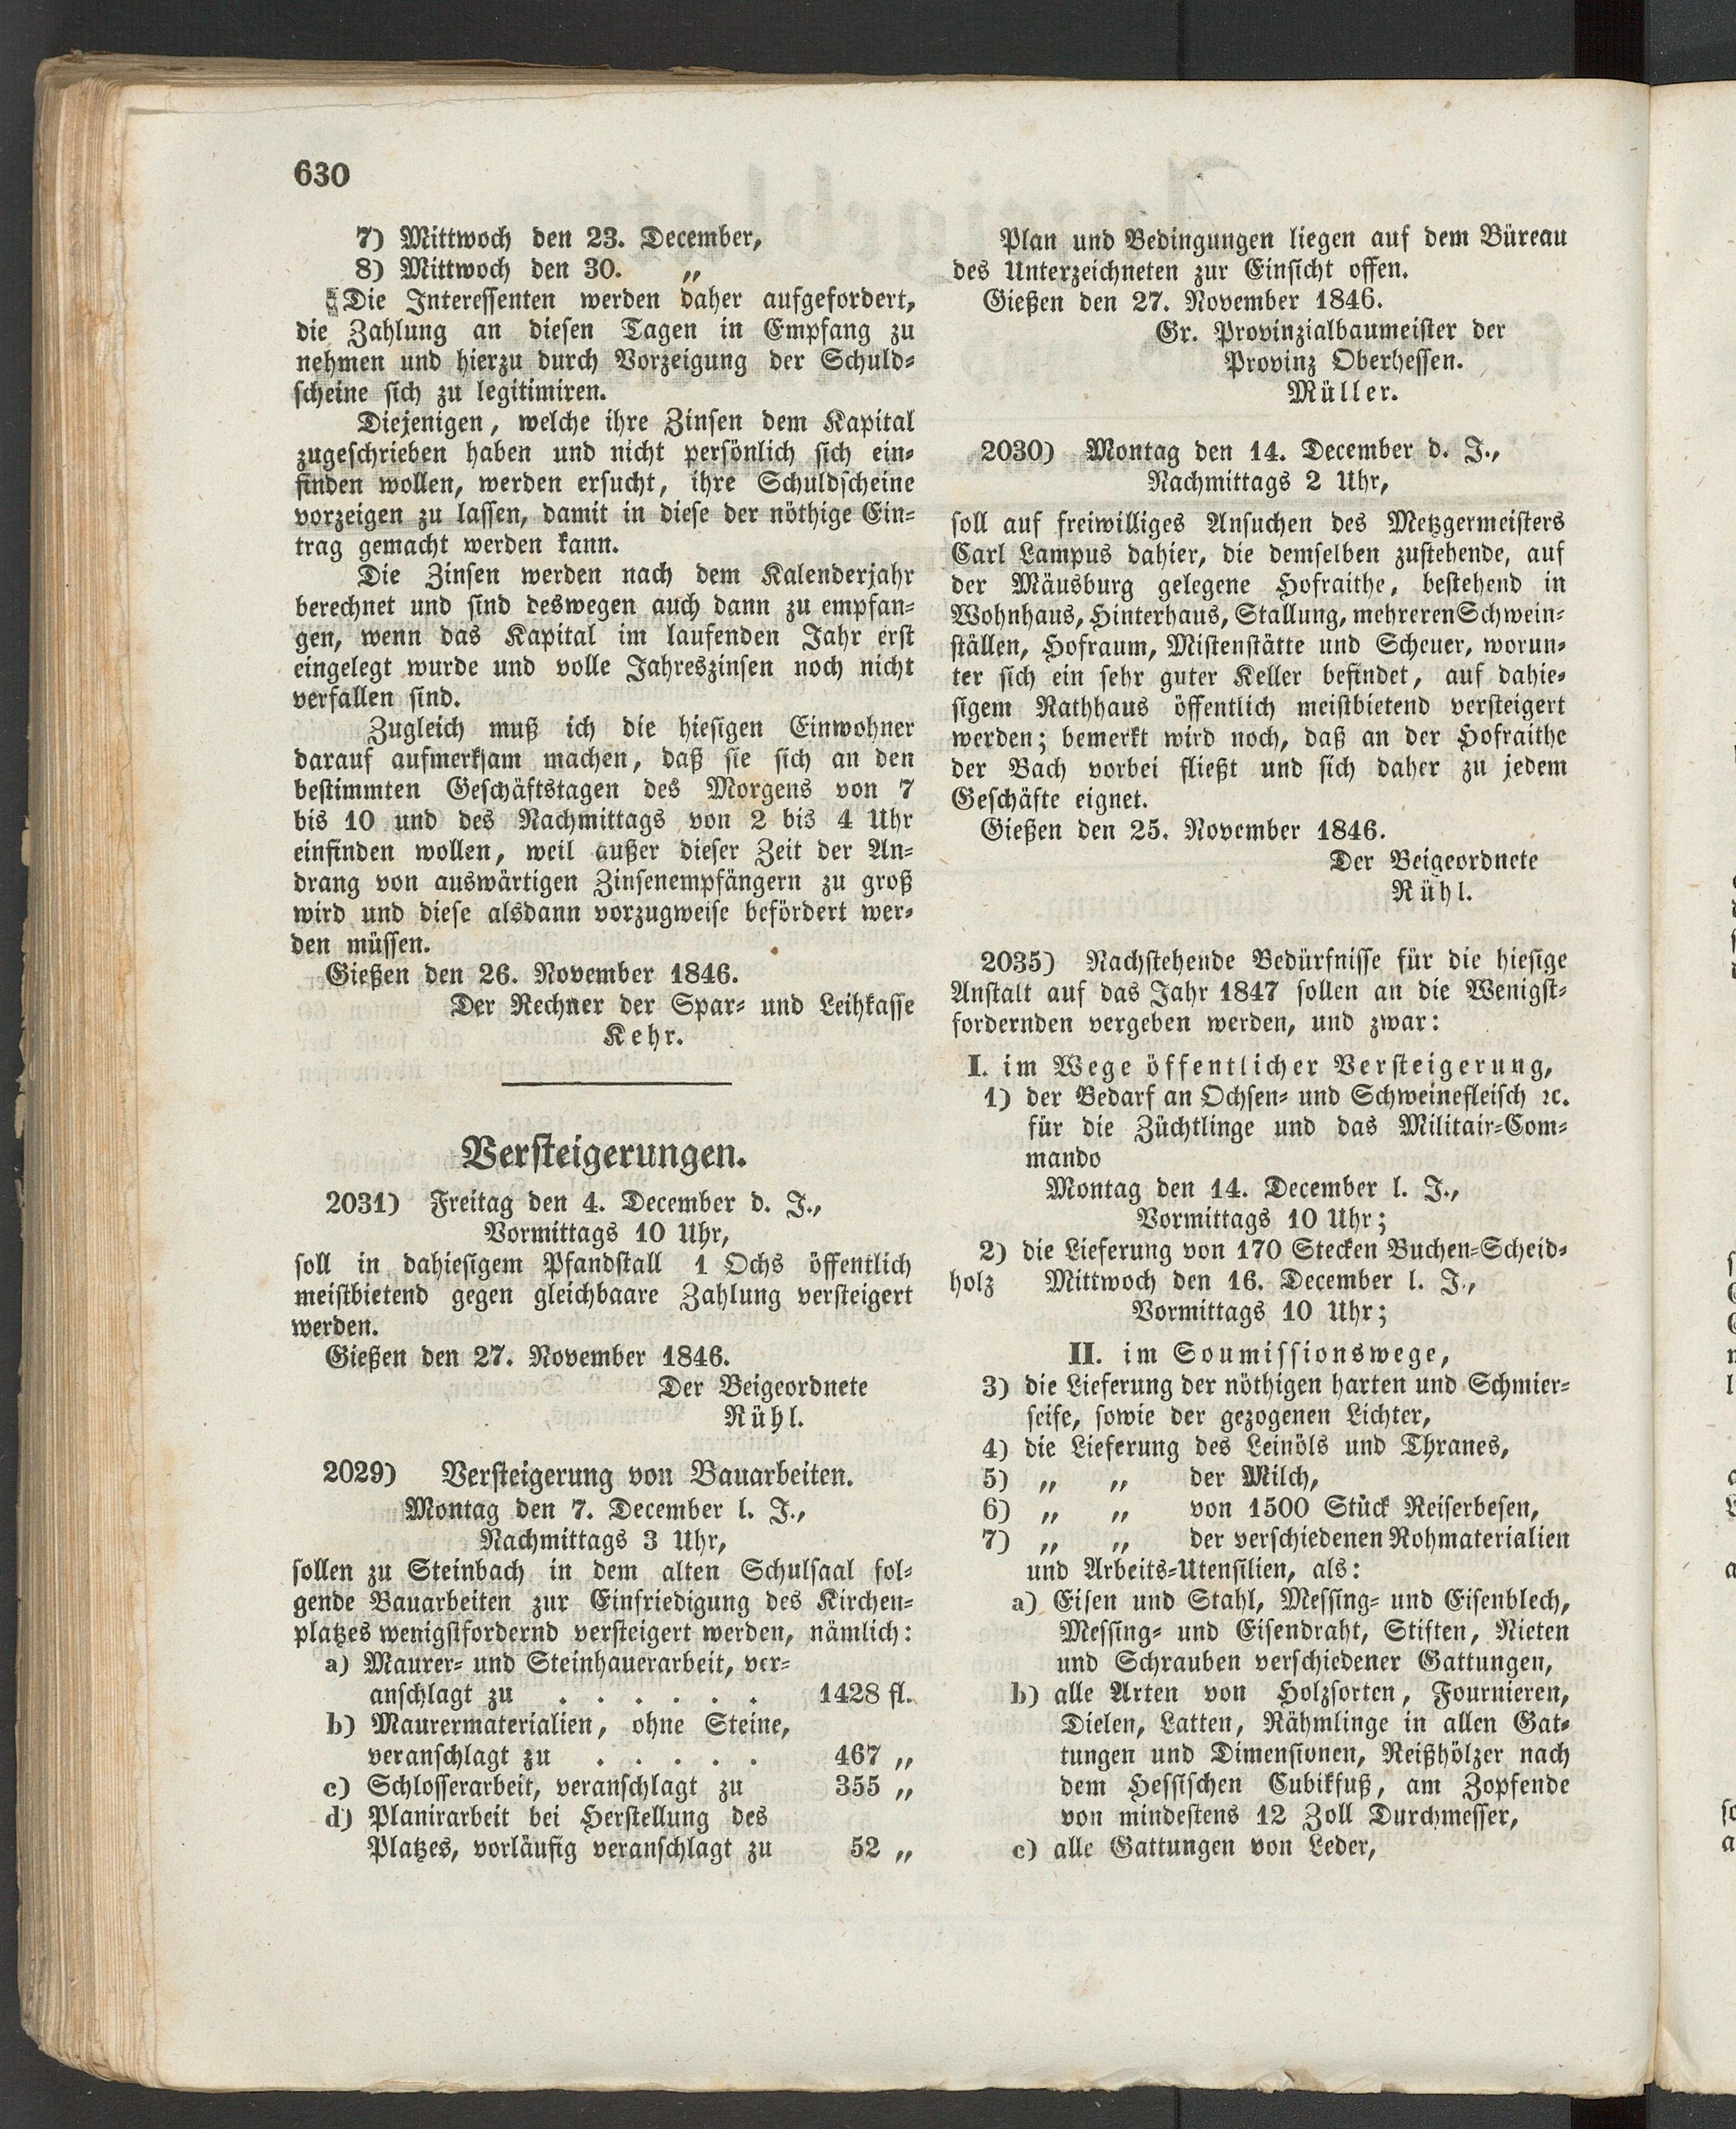 630
7) Mittwoch den 23. December,
8) Mittwoch den 30. „
Die Interessenten werden daher aufgefordert,
die Zahlung an diesen Tagen in Empfang zu
nehmen und hierzu durch Vorzeigung der Schuld-
scheine sich zu legitimiren.
Diejenigen, welche ihre Zinsen dem Kapital
zugeschrieben haben und nicht persönlich sich ein-
finden wollen, werden ersucht, ihre Schuldscheine
vorzeigen zu lassen, damit in diese der nöthige Ein-
trag gemacht werden kann.
Die Zinsen werden nach dem Kalenderjahr
berechnet und sind deswegen auch dann zu empfan-
gen, wenn das Kapital im laufenden Jahr erst
eingelegt wurde und volle Jahreszinsen noch nicht
verfallen sind.
Zugleich muß ich die hiesigen Einwohner
darauf aufmerksam machen, daß sie sich an den
bestimmten Geschäftstagen des Morgens von 7
bis 10 und des Nachmittags von 2 bis 4 Uhr
einfinden wollen, weil außer dieser Zeit der An-
drang von auswärtigen Zinsenempfängern zu groß
wird und diese alsdann vorzugweise befördert wer-
den müssen.
Gießen den 26. November 1846.
Der Rechner der Spar- und Leihkasse
Kehr.
Versteigerungen.
2031) Freitag den 4. December d. J.,
Vormittags 10 Uhr,
soll in dahiesigem Pfandstall 1 Ochs öffentlich
meistbietend gegen gleichbaare Zahlung versteigert
werden.
Gießen den 27. November 1846.
Der Beigeordnete
Rühl.
2029) Versteigerung von Bauarbeiten.
Montag den 7. December l. J.,
Nachmittags 3 Uhr,
sollen zu Steinbach in dem alten Schulsaal fol-
gende Bauarbeiten zur Einfriedigung des Kirchen-
platzes wenigstfordernd versteigert werden, nämlich:
a) Maurer- und Steinhauerarbeit, ver-
anschlagt zu . . . . . . 1428 fl.
b) Maurermaterialien, ohne Steine,
veranschlagt zu . . . . . 467 „
c) Schlosserarbeit, veranschlagt zu 355 „
d) Planirarbeit bei Herstellung des
Platzes, vorläufig veranschlagt zu 52 „
Plan und Bedingungen liegen auf dem Büreau
des Unterzeichneten zur Einsicht offen.
Gießen den 27. November 1846.
Gr. Provinzialbaumeister der
Provinz Oberhessen.
Müller.
2030) Montag den 14. December d. J.,
Nachmittags 2 Uhr,
soll auf freiwilliges Ansuchen des Metzgermeisters
Carl Lampus dahier, die demselben zustehende, auf
der Mäusburg gelegene Hofraithe, bestehend in
Wohnhaus, Hinterhaus, Stallung, mehreren Schwein-
ställen, Hofraum, Mistenstätte und Scheuer, worun-
ter sich ein sehr guter Keller befindet, auf dahie-
sigem Rathhaus öffentlich meistbietend versteigert
werden; bemerkt wird noch, daß an der Hofraithe
der Bach vorbei fließt und sich daher zu jedem
Geschäfte eignet.
Gießen den 25. November 1846.
Der Beigeordnete
Rühl.
2035) Nachstehende Bedürfnisse für die hiesige
Anstalt auf das Jahr 1847 sollen an die Wenigst-
fordernden vergeben werden, und zwar:
I. im Wege öffentlicher Versteigerung,
1) der Bedarf an Ochsen- und Schweinefleisch ꝛc.
für die Züchtlinge und das Militair-Com-
mando
Montag den 14. December l. J.,
Vormittags 10 Uhr;
2) die Lieferung von 170 Stecken Buchen-Scheid-
holz Mittwoch den 16. December l. J.,
Vormittags 10 Uhr;
II. im Soumissionswege,
3) die Lieferung der nöthigen harten und Schmier-
seife, sowie der gezogenen Lichter,
4) die Lieferung des Leinöls und Thranes,
5) „ „ der Milch,
6) „ „ von 1500 Stück Reiserbesen,
7) „ „ der verschiedenen Rohmaterialien
und Arbeits-Utensilien, als:
a) Eisen und Stahl, Messing- und Eisenblech,
Messing- und Eisendraht, Stiften, Nieten
und Schrauben verschiedener Gattungen,
b) alle Arten von Holzsorten, Fournieren,
Dielen, Latten, Rähmlinge in allen Gat-
tungen und Dimensionen, Reißhölzer nach
dem Hessischen Cubikfuß, am Zopfende
von mindestens 12 Zoll Durchmesser,
c) alle Gattungen von Leder,